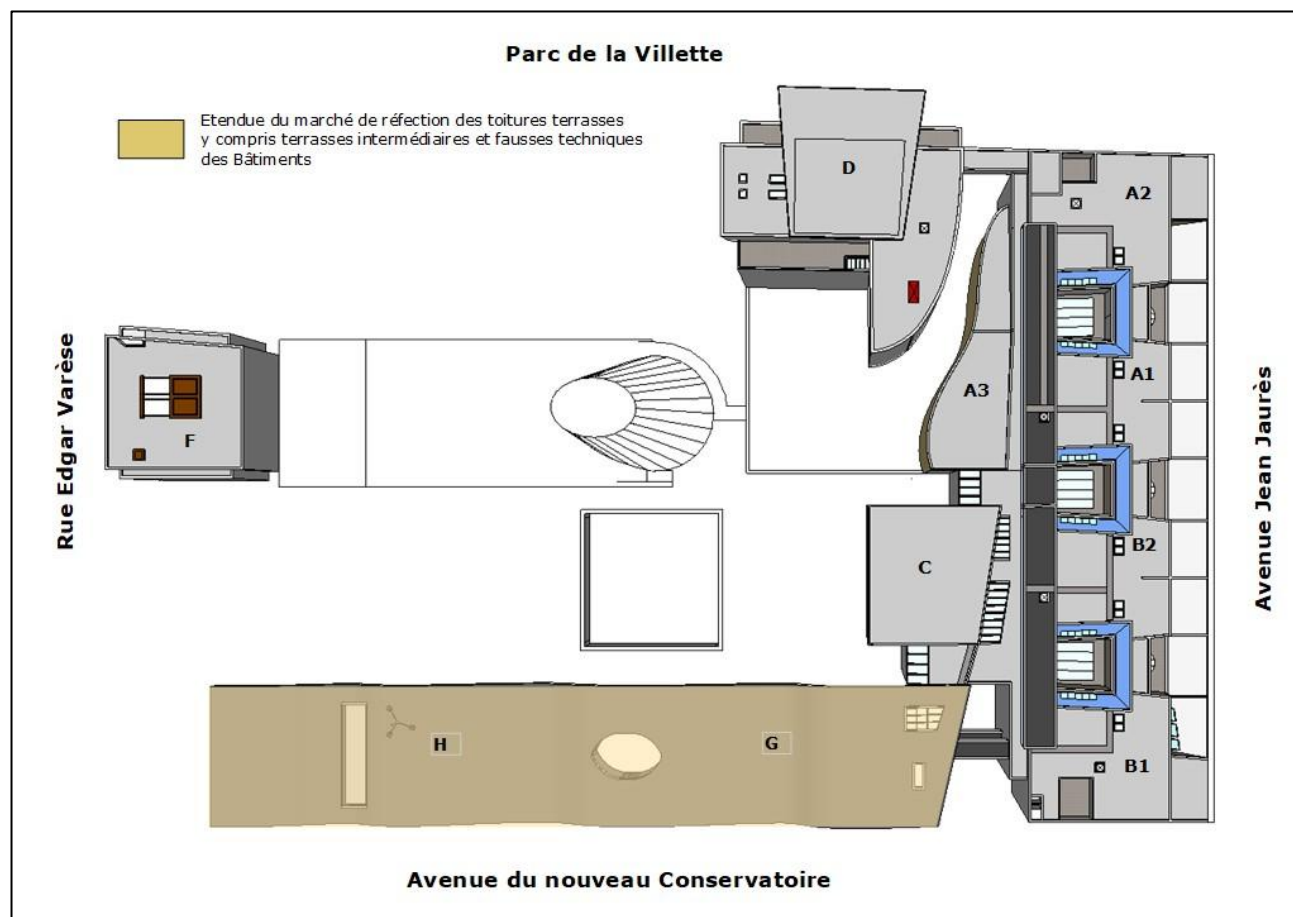 Parc de la Villette
Etendue du marché de réfection des toitures terrasses
y compris terrasses intermédiaires et fausses techniques
des Bâtiments
D
A2
A1
A3
Rue Edgar Varèse
F
Avenue Jean Jaurès
B2
C
H
G
B1
Avenue du nouveau Conservatoire